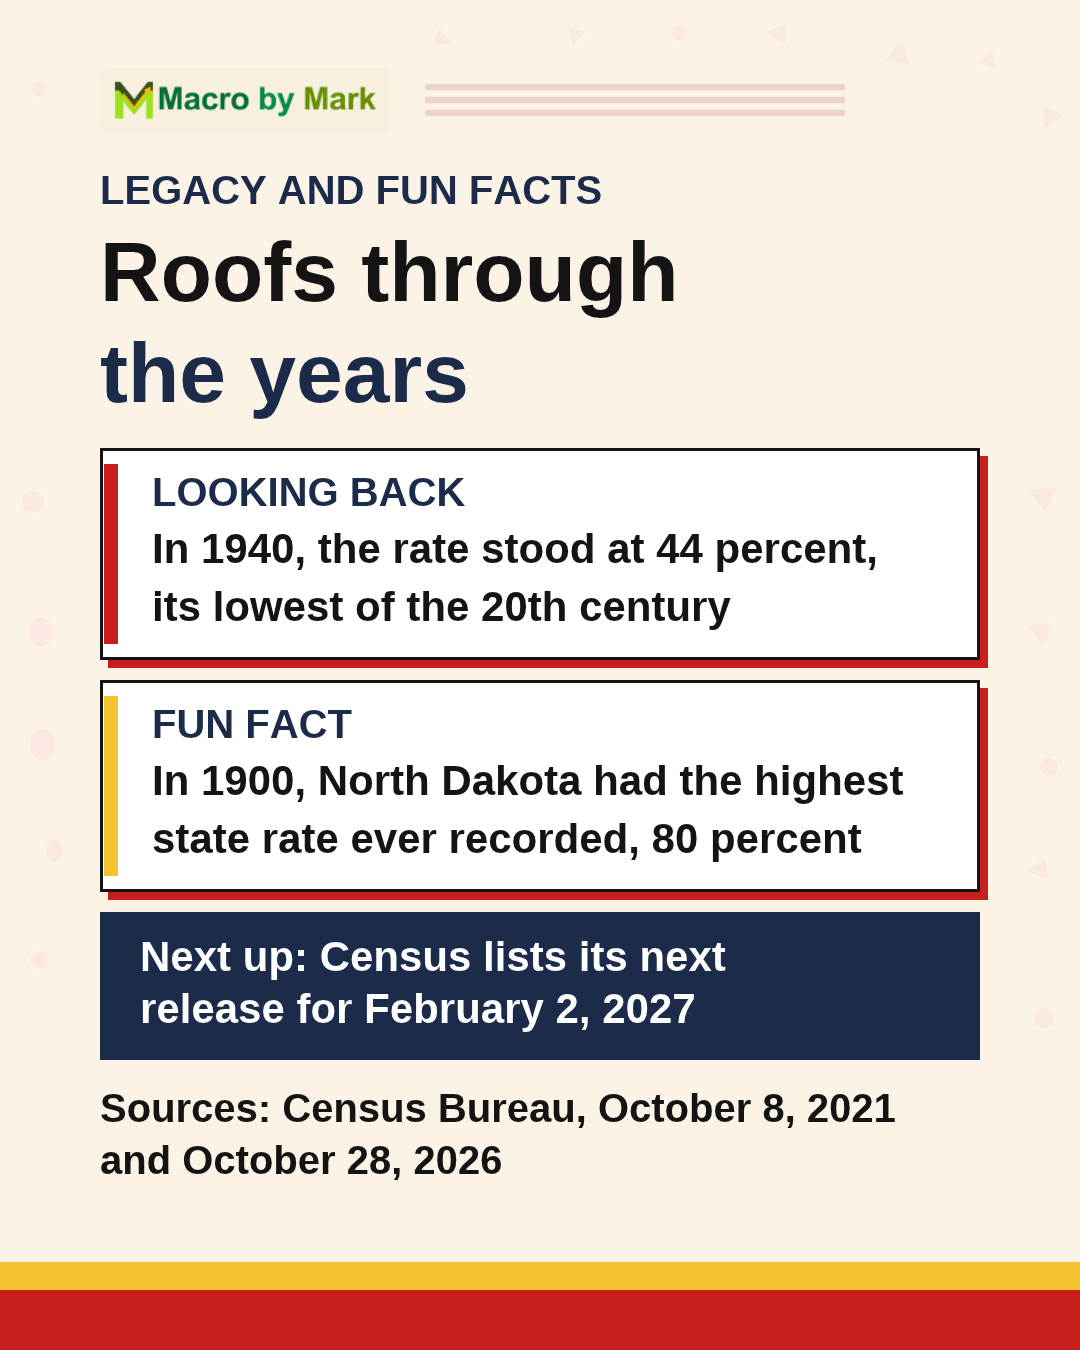 Macro by Mark
LEGACY AND FUN FACTS
Roofs through
the years
LOOKING BACK
In 1940, the rate stood at 44 percent,
its lowest of the 20th century
FUN FACT
In 1900, North Dakota had the highest
state rate ever recorded, 80 percent
Next up: Census lists its next
release for February 2, 2027
Sources: Census Bureau, October 8, 2021
and October 28, 2026